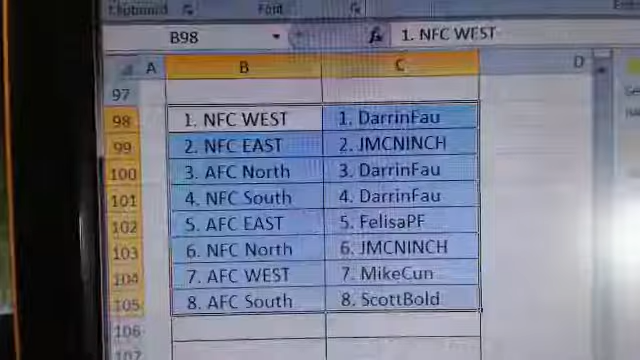 Clipboard Font
B98 fx 1. NFC WEST
A B C D
97
98 1. NFC WEST 1. DarrinFau
99 2. NFC EAST 2. JMCNINCH
100 3. AFC North 3. DarrinFau
101 4. NFC South 4. DarrinFau
102 5. AFC EAST 5. FelisaPF
103 6. NFC North 6. JMCNINCH
104 7. AFC WEST 7. MikeCun
105 8. AFC South 8. ScottBold
106
107